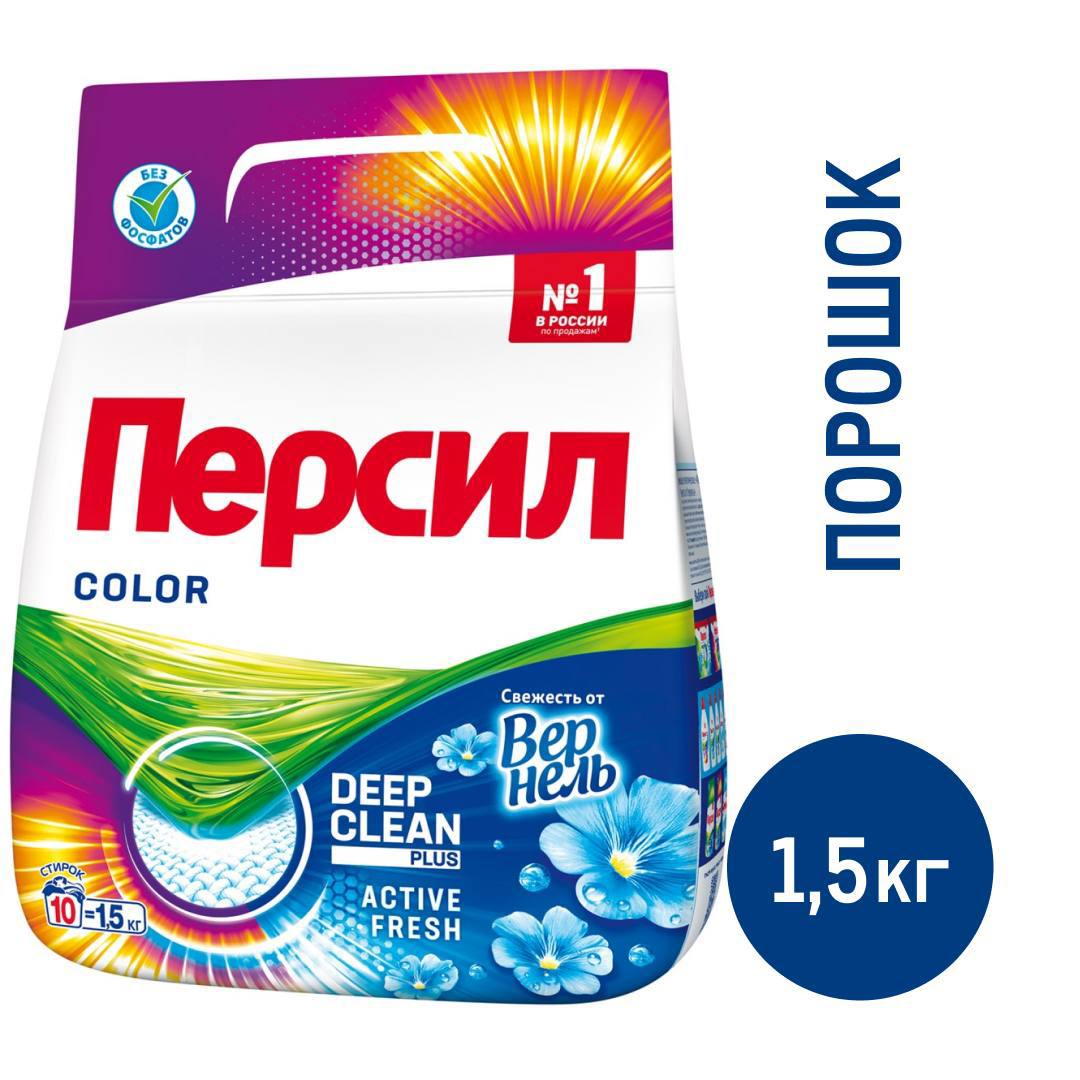 БЕЗ
ФОСФАТОВ
№1
В РОССИИ
по продажам¹
Персил
COLOR
Свежесть от
Вер
нель
DEEP
CLEAN
PLUS
ACTIVE
FRESH
СТИРОК
10=1,5 кг
ПОРОШОК
1,5кг